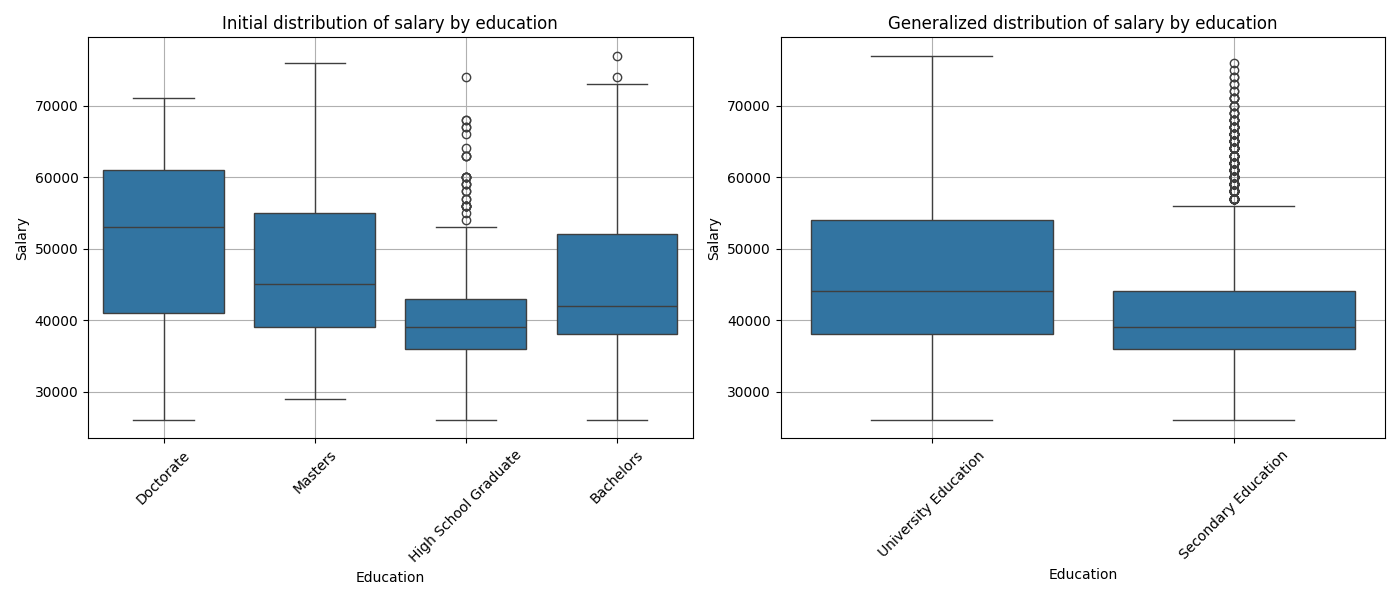 Initial distribution of salary by education
70000
60000
50000
40000
30000
Salary
Doctorate
Masters
High School Graduate
Bachelors
Education
Generalized distribution of salary by education
70000
60000
50000
40000
30000
Salary
University Education
Secondary Education
Education